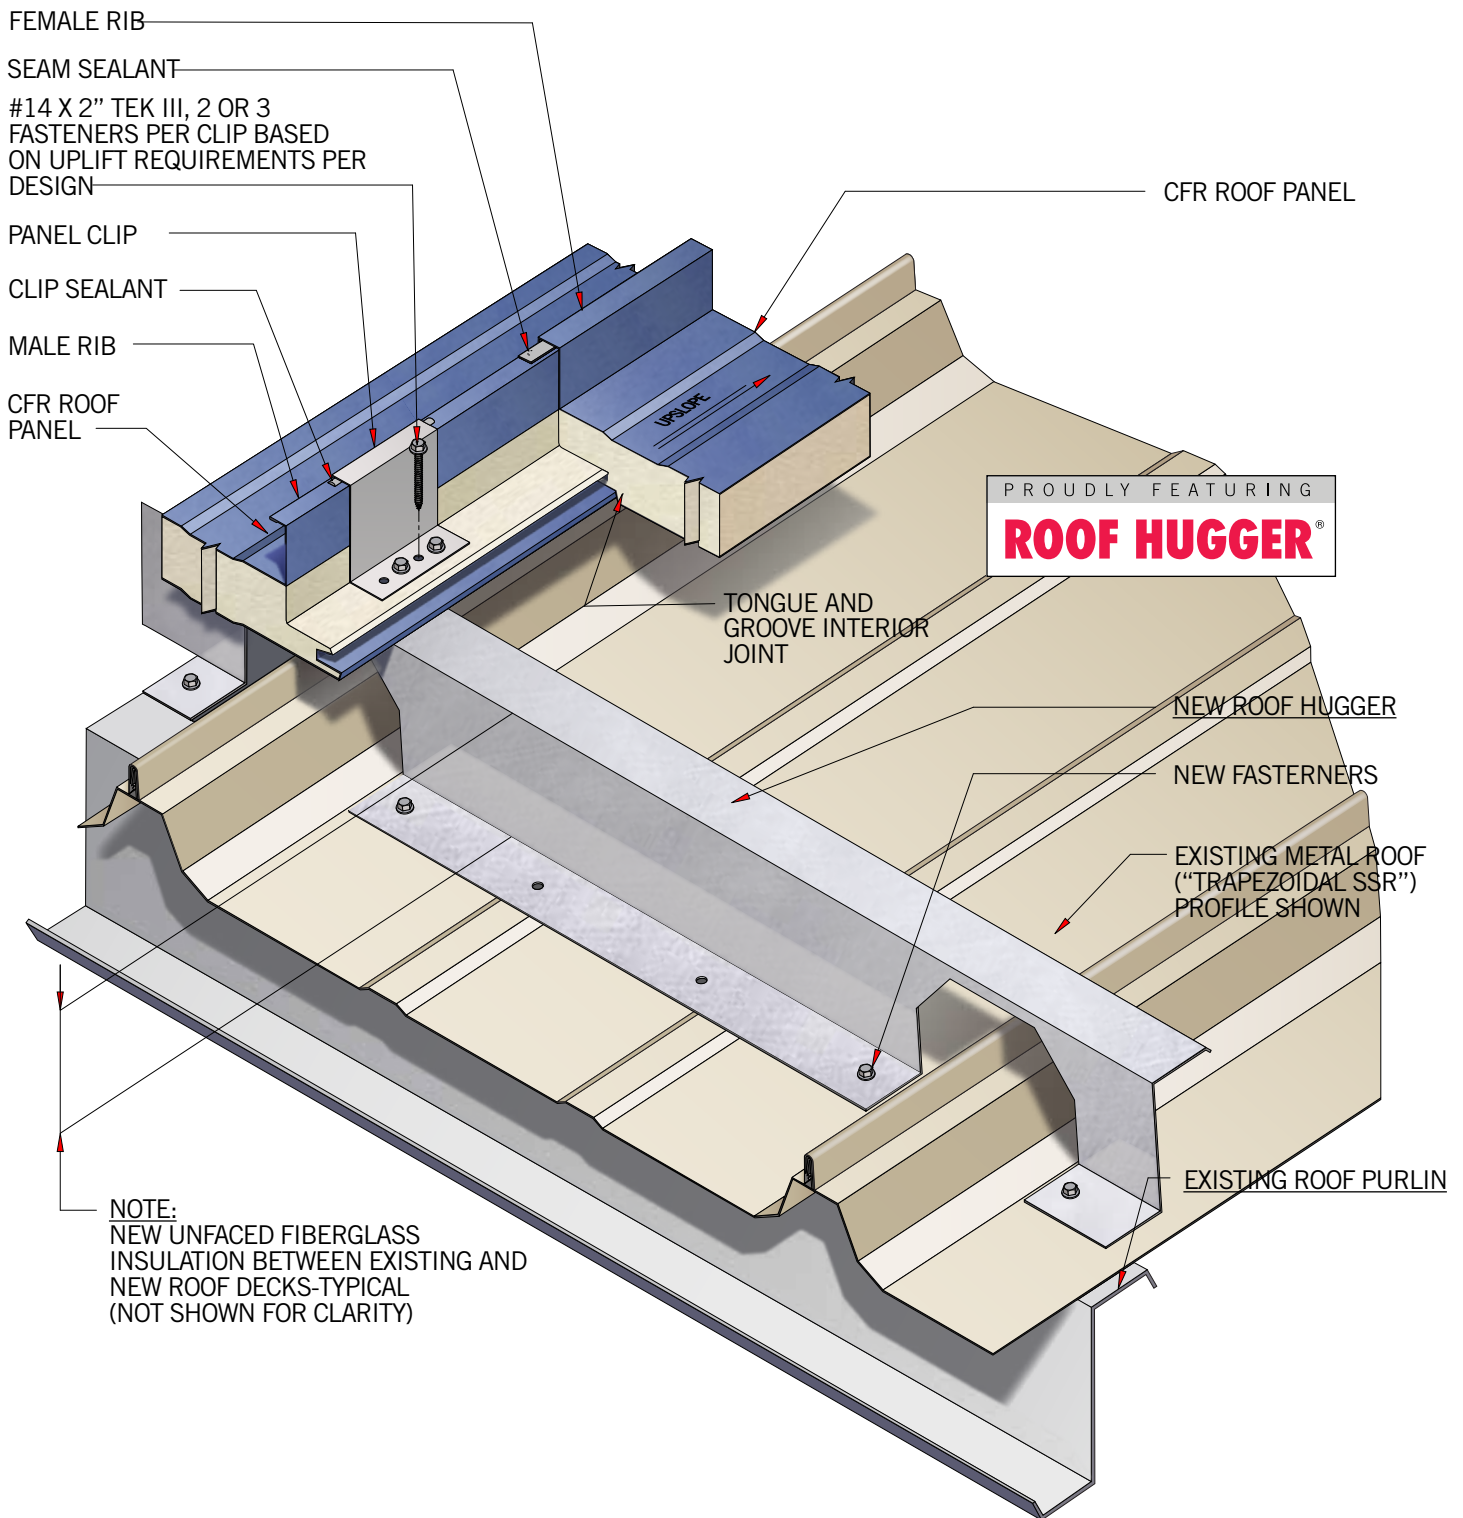 FEMALE RIB
SEAM SEALANT
#14 X 2” TEK III, 2 OR 3
FASTENERS PER CLIP BASED
ON UPLIFT REQUIREMENTS PER
DESIGN
PANEL CLIP
CLIP SEALANT
MALE RIB
CFR ROOF
PANEL
CFR ROOF PANEL
UPSLOPE
PROUDLY FEATURING
ROOF HUGGER®
TONGUE AND
GROOVE INTERIOR
JOINT
NEW ROOF HUGGER
NEW FASTERNERS
EXISTING METAL ROOF
(“TRAPEZOIDAL SSR”)
PROFILE SHOWN
EXISTING ROOF PURLIN
NOTE:
NEW UNFACED FIBERGLASS
INSULATION BETWEEN EXISTING AND
NEW ROOF DECKS-TYPICAL
(NOT SHOWN FOR CLARITY)